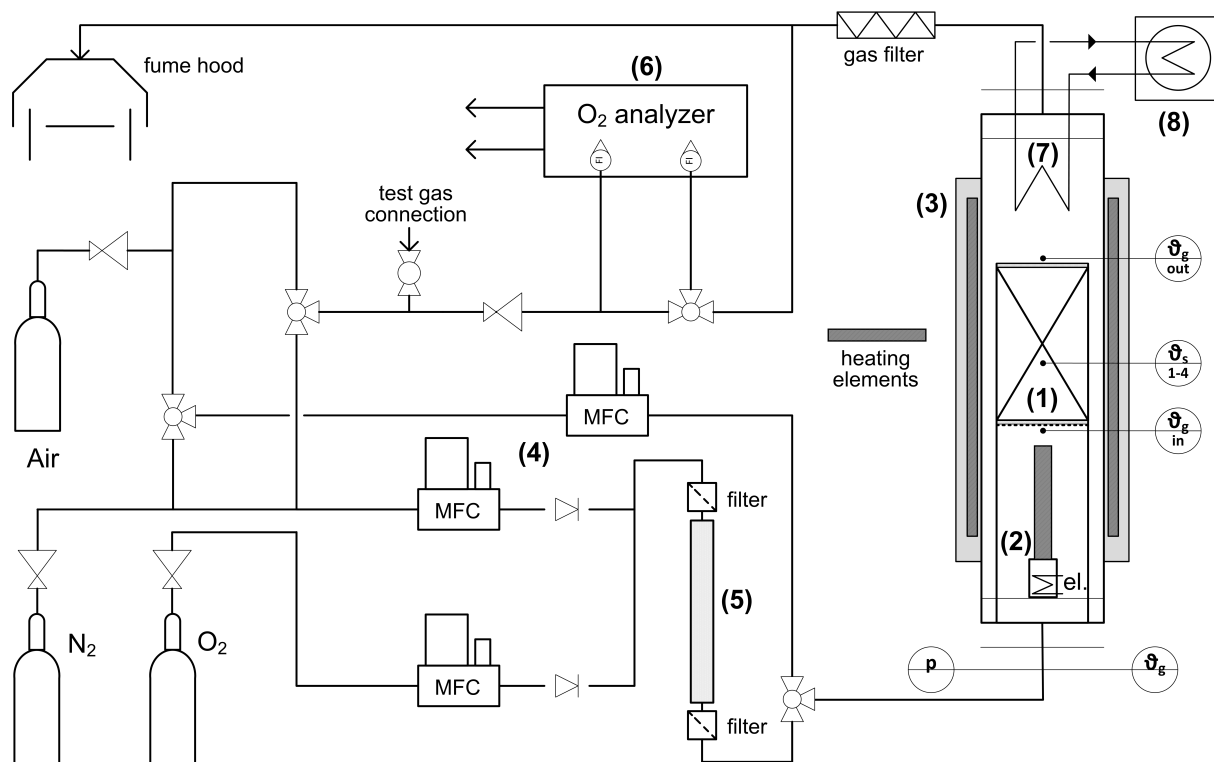 fume hood
(6)
gas filter
O₂ analyzer
FI
FI
(8)
(7)
test gas
connection
(3)
ϑg
out
heating
elements
ϑs
1-4
(1)
MFC
ϑg
in
Air
(4)
MFC
filter
(2)
el.
(5)
N₂
O₂
MFC
p
ϑg
filter